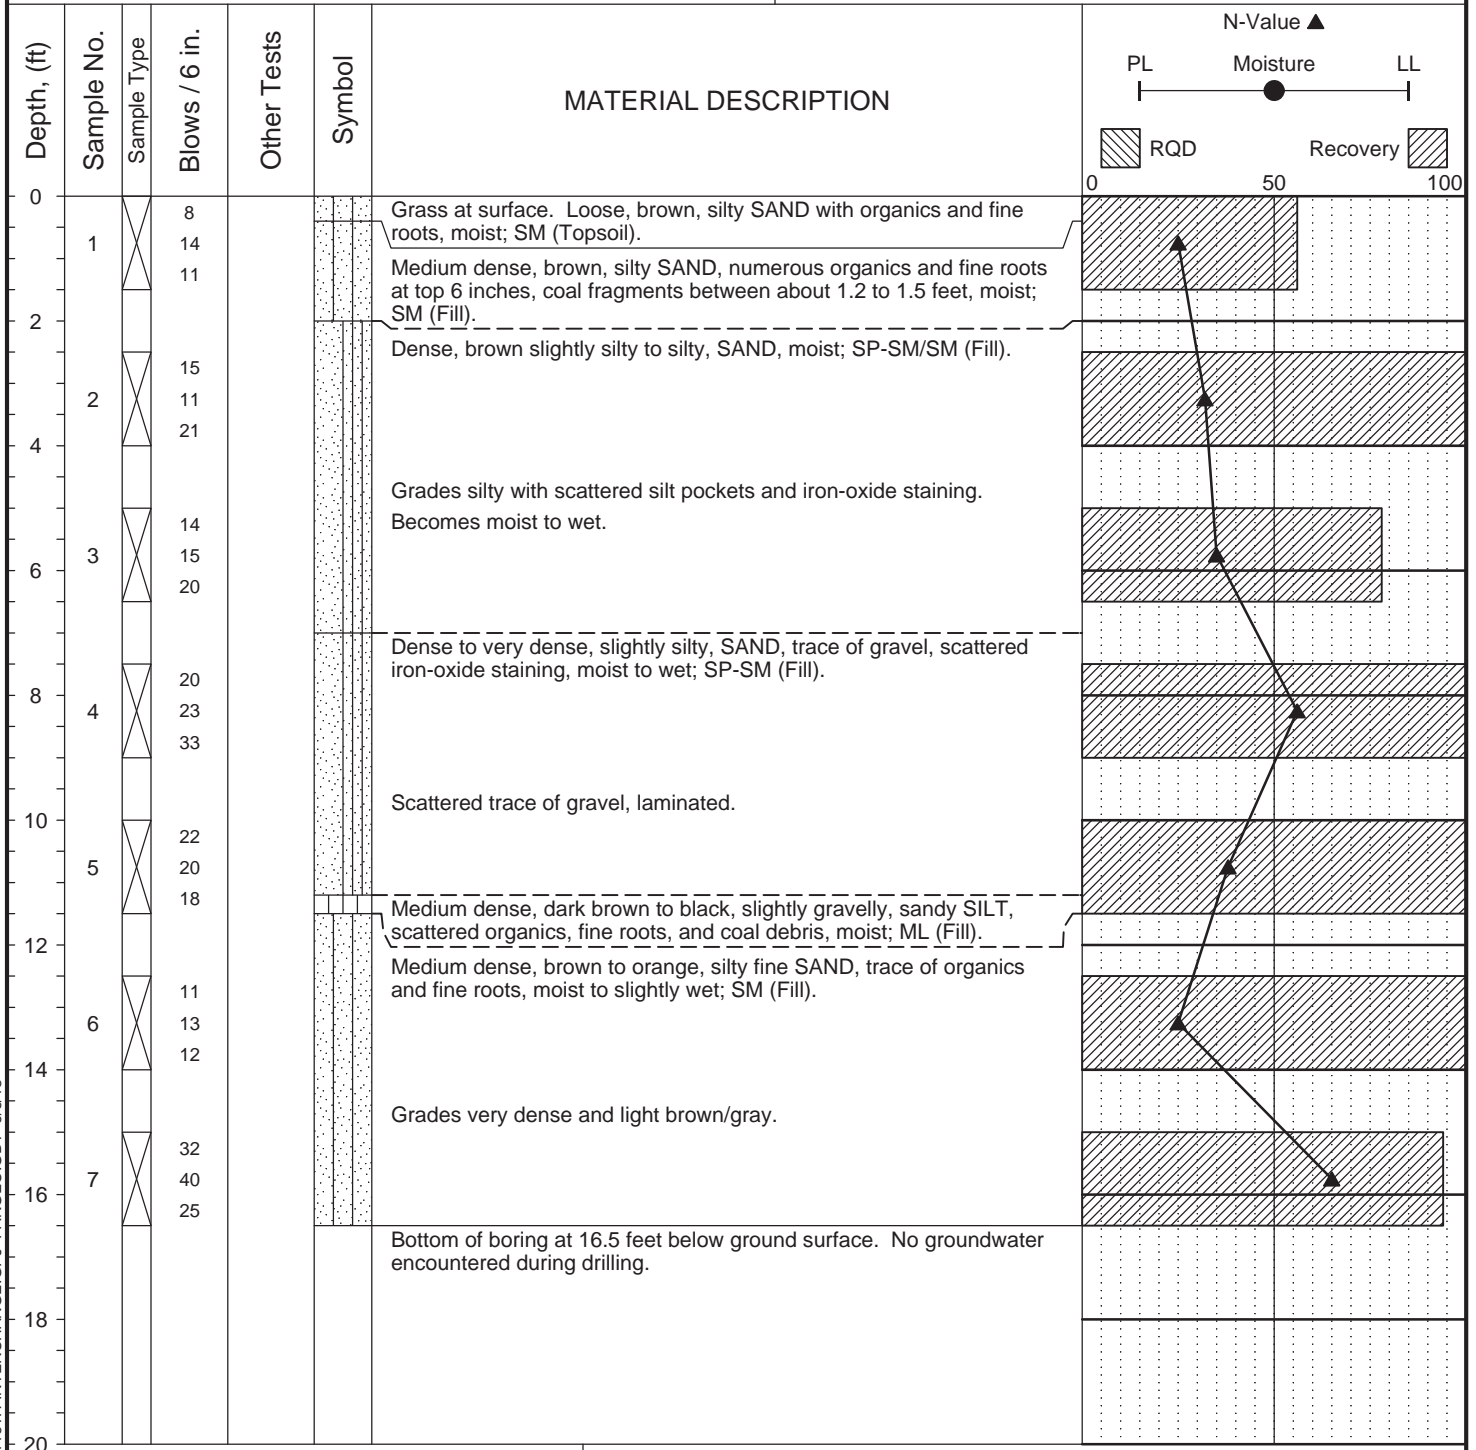 Depth, (ft)
Sample No.
Sample Type
Blows / 6 in.
Other Tests
Symbol
MATERIAL DESCRIPTION
N-Value ▲
PL Moisture LL
RQD Recovery
0 50 100
0
8
Grass at surface. Loose, brown, silty SAND with organics and fine
roots, moist; SM (Topsoil).
1 14
11
Medium dense, brown, silty SAND, numerous organics and fine roots
at top 6 inches, coal fragments between about 1.2 to 1.5 feet, moist;
SM (Fill).
2
Dense, brown slightly silty to silty, SAND, moist; SP-SM/SM (Fill).
15
2 11
21
4
Grades silty with scattered silt pockets and iron-oxide staining.
Becomes moist to wet.
14
3 15
6 20
Dense to very dense, slightly silty, SAND, trace of gravel, scattered
iron-oxide staining, moist to wet; SP-SM (Fill).
20
8
4 23
33
Scattered trace of gravel, laminated.
10
22
5 20
18
Medium dense, dark brown to black, slightly gravelly, sandy SILT,
scattered organics, fine roots, and coal debris, moist; ML (Fill).
12
Medium dense, brown to orange, silty fine SAND, trace of organics
and fine roots, moist to slightly wet; SM (Fill).
11
6 13
12
14
Grades very dense and light brown/gray.
32
7 40
16 25
Bottom of boring at 16.5 feet below ground surface. No groundwater
encountered during drilling.
18
20